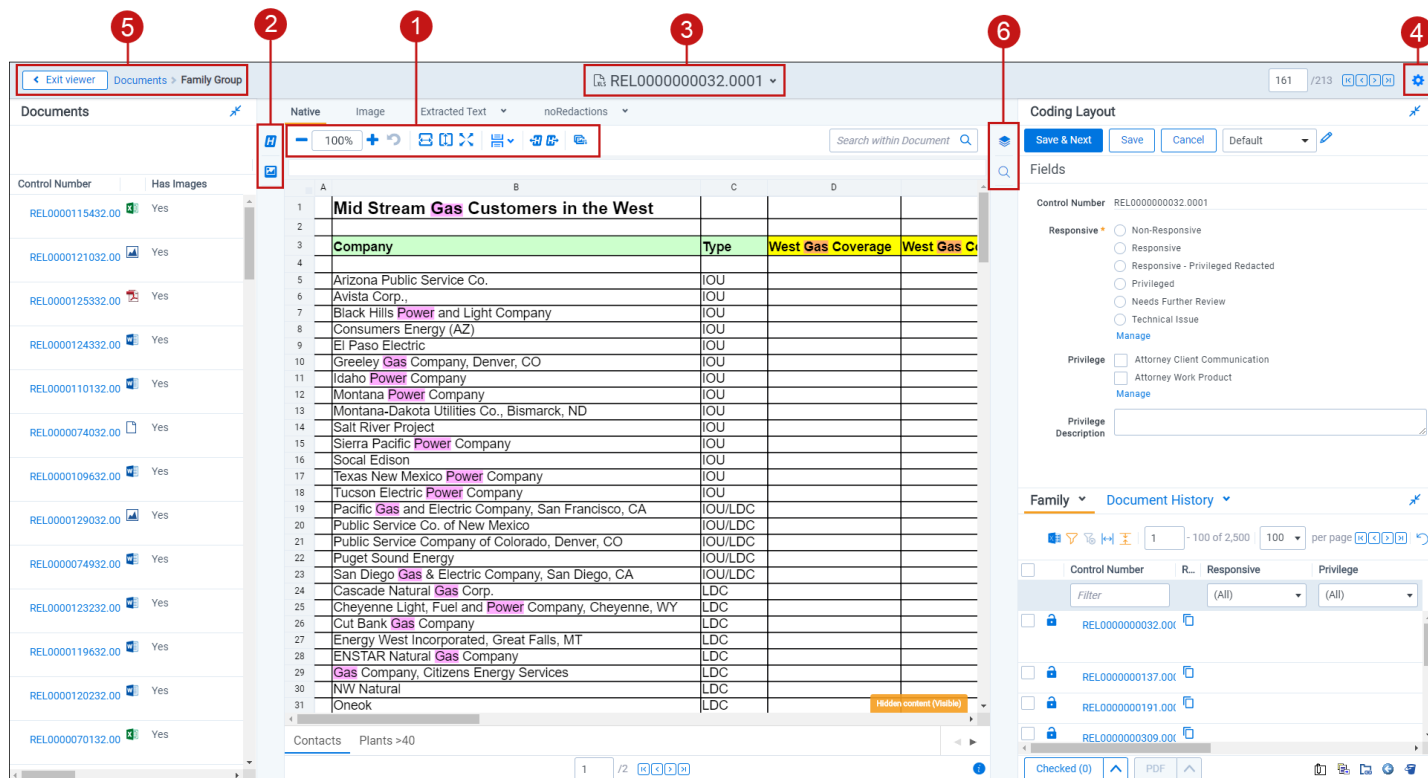 5
2
1
3
6
4
Exit viewer Documents > Family Group
REL0000000032.0001
161 /213
Documents
Native Image Extracted Text noRedactions
Coding Layout
100%
Search within Document
Save & Next Save Cancel Default
Fields
Control Number Has Images
REL0000115432.00 Yes
REL0000121032.00 Yes
REL0000125332.00 Yes
REL0000124332.00 Yes
REL0000110132.00 Yes
REL0000074032.00 Yes
REL0000109632.00 Yes
REL0000129032.00 Yes
REL0000074932.00 Yes
REL0000123232.00 Yes
REL0000119632.00 Yes
REL0000120232.00 Yes
REL0000070132.00 Yes
A B C D
1 Mid Stream Gas Customers in the West
2
3 Company Type West Gas Coverage West Gas Co
4
5 Arizona Public Service Co. IOU
6 Avista Corp., IOU
7 Black Hills Power and Light Company IOU
8 Consumers Energy (AZ) IOU
9 El Paso Electric IOU
10 Greeley Gas Company, Denver, CO IOU
11 Idaho Power Company IOU
12 Montana Power Company IOU
13 Montana-Dakota Utilities Co., Bismarck, ND IOU
14 Salt River Project IOU
15 Sierra Pacific Power Company IOU
16 Socal Edison IOU
17 Texas New Mexico Power Company IOU
18 Tucson Electric Power Company IOU
19 Pacific Gas and Electric Company, San Francisco, CA IOU/LDC
20 Public Service Co. of New Mexico IOU/LDC
21 Public Service Company of Colorado, Denver, CO IOU/LDC
22 Puget Sound Energy IOU/LDC
23 San Diego Gas & Electric Company, San Diego, CA IOU/LDC
24 Cascade Natural Gas Corp. LDC
25 Cheyenne Light, Fuel and Power Company, Cheyenne, WY LDC
26 Cut Bank Gas Company LDC
27 Energy West Incorporated, Great Falls, MT LDC
28 ENSTAR Natural Gas Company LDC
29 Gas Company, Citizens Energy Services LDC
30 NW Natural LDC
31 Oneok LDC
Hidden content (Visible)
Contacts Plants >40
1 /2
Control Number REL0000000032.0001
Responsive * Non-Responsive
Responsive
Responsive - Privileged Redacted
Privileged
Needs Further Review
Technical Issue
Manage
Privilege Attorney Client Communication
Attorney Work Product
Manage
Privilege
Description
Family Document History
1 - 100 of 2,500 100 per page
Control Number R... Responsive Privilege
Filter (All) (All)
REL0000000032.00(
REL0000000137.00(
REL0000000191.00(
REL0000000309.00(
Checked (0) PDF